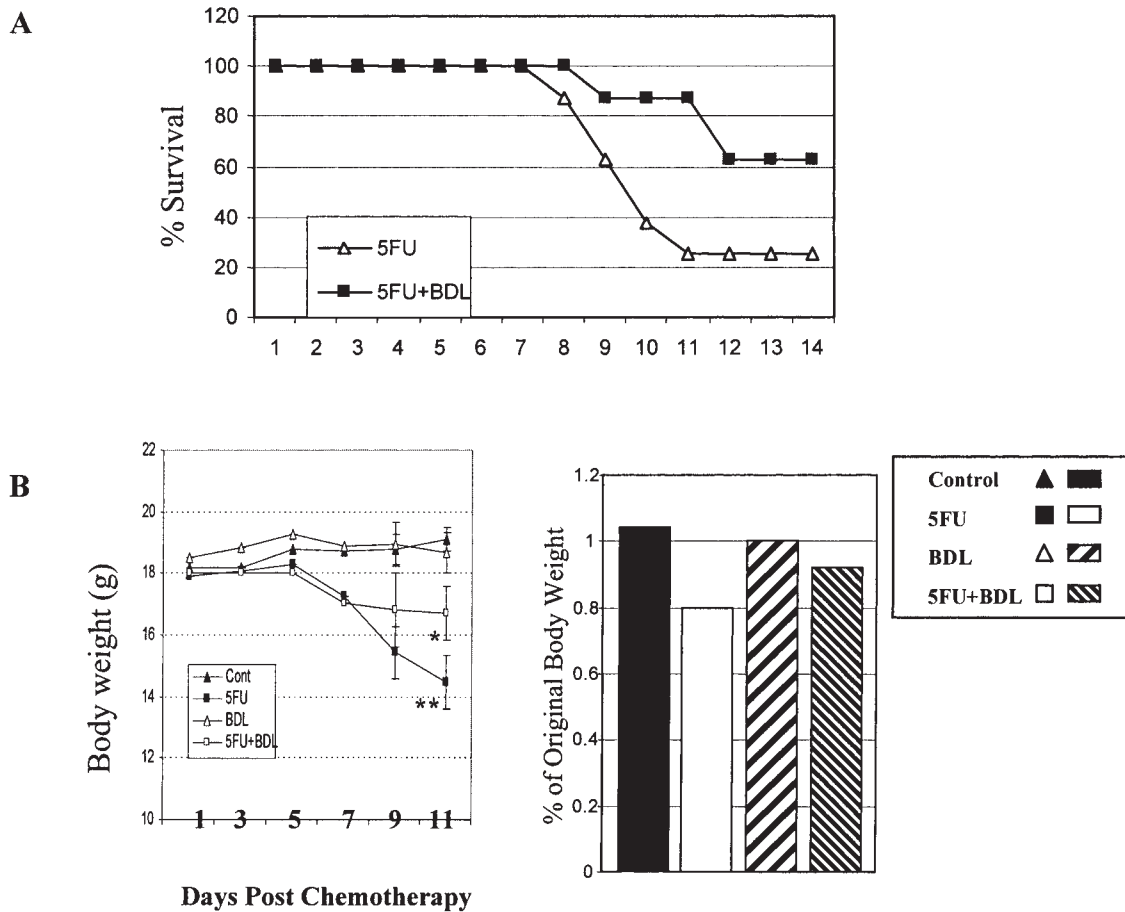 A
% Survival
120
100
80
60
40
20
0
5FU
5FU+BDL
1 2 3 4 5 6 7 8 9 10 11 12 13 14
B
Body weight (g)
22
20
18
16
14
12
10
*
**
Cont
5FU
BDL
5FU+BDL
1 3 5 7 9 11
Days Post Chemotherapy
% of Original Body Weight
1.2
1
0.8
0.6
0.4
0.2
0
Control
5FU
BDL
5FU+BDL